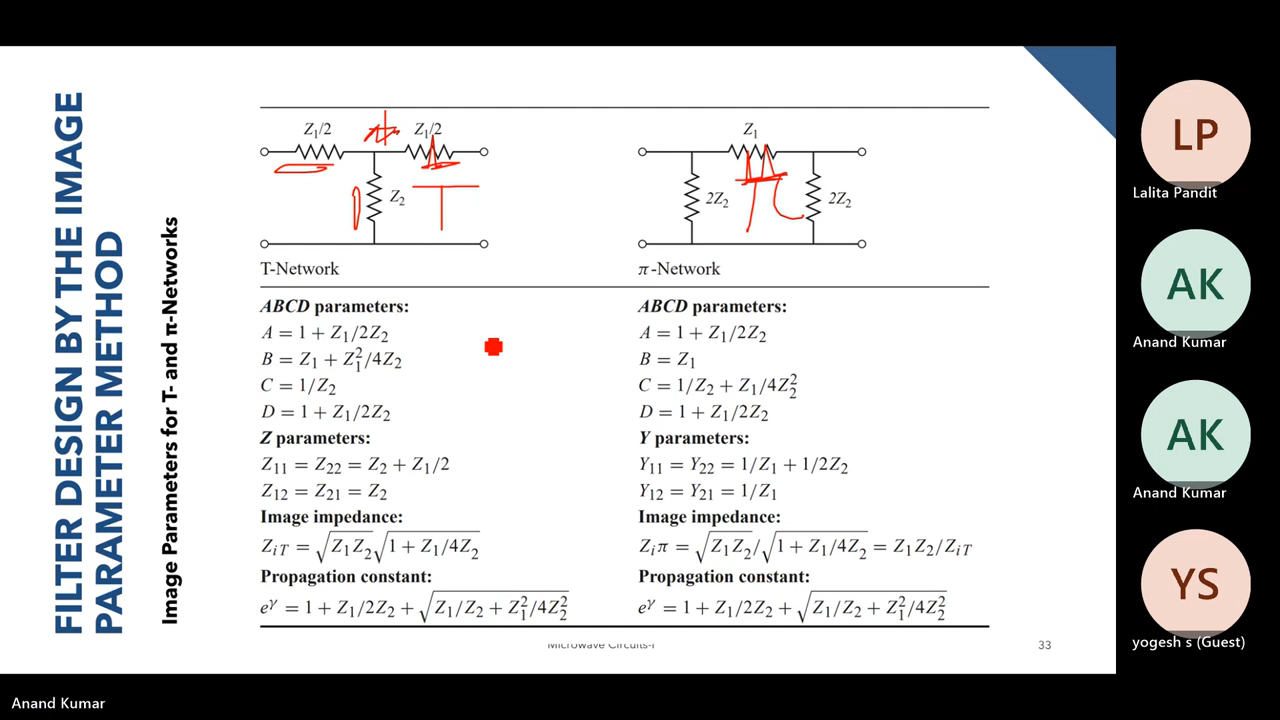 FILTER DESIGN BY THE IMAGE
PARAMETER METHOD
Image Parameters for T- and π-Networks
Z₁/2
Z₁/2
Z₂
T
T-Network
ABCD parameters:
A = 1 + Z₁/2Z₂
B = Z₁ + Z₁²/4Z₂
C = 1/Z₂
D = 1 + Z₁/2Z₂
Z parameters:
Z₁₁ = Z₂₂ = Z₂ + Z₁/2
Z₁₂ = Z₂₁ = Z₂
Image impedance:
Z_iT = √(Z₁Z₂)√(1 + Z₁/4Z₂)
Propagation constant:
e^γ = 1 + Z₁/2Z₂ + √(Z₁/Z₂ + Z₁²/4Z₂²)
Z₁
2Z₂
π
2Z₂
π-Network
ABCD parameters:
A = 1 + Z₁/2Z₂
B = Z₁
C = 1/Z₂ + Z₁/4Z₂²
D = 1 + Z₁/2Z₂
Y parameters:
Y₁₁ = Y₂₂ = 1/Z₁ + 1/2Z₂
Y₁₂ = Y₂₁ = 1/Z₁
Image impedance:
Z_iπ = √(Z₁Z₂)/√(1 + Z₁/4Z₂) = Z₁Z₂/Z_iT
Propagation constant:
e^γ = 1 + Z₁/2Z₂ + √(Z₁/Z₂ + Z₁²/4Z₂²)
Microwave Circuits-I
33
LP
Lalita Pandit
AK
Anand Kumar
AK
Anand Kumar
YS
yogesh s (Guest)
Anand Kumar